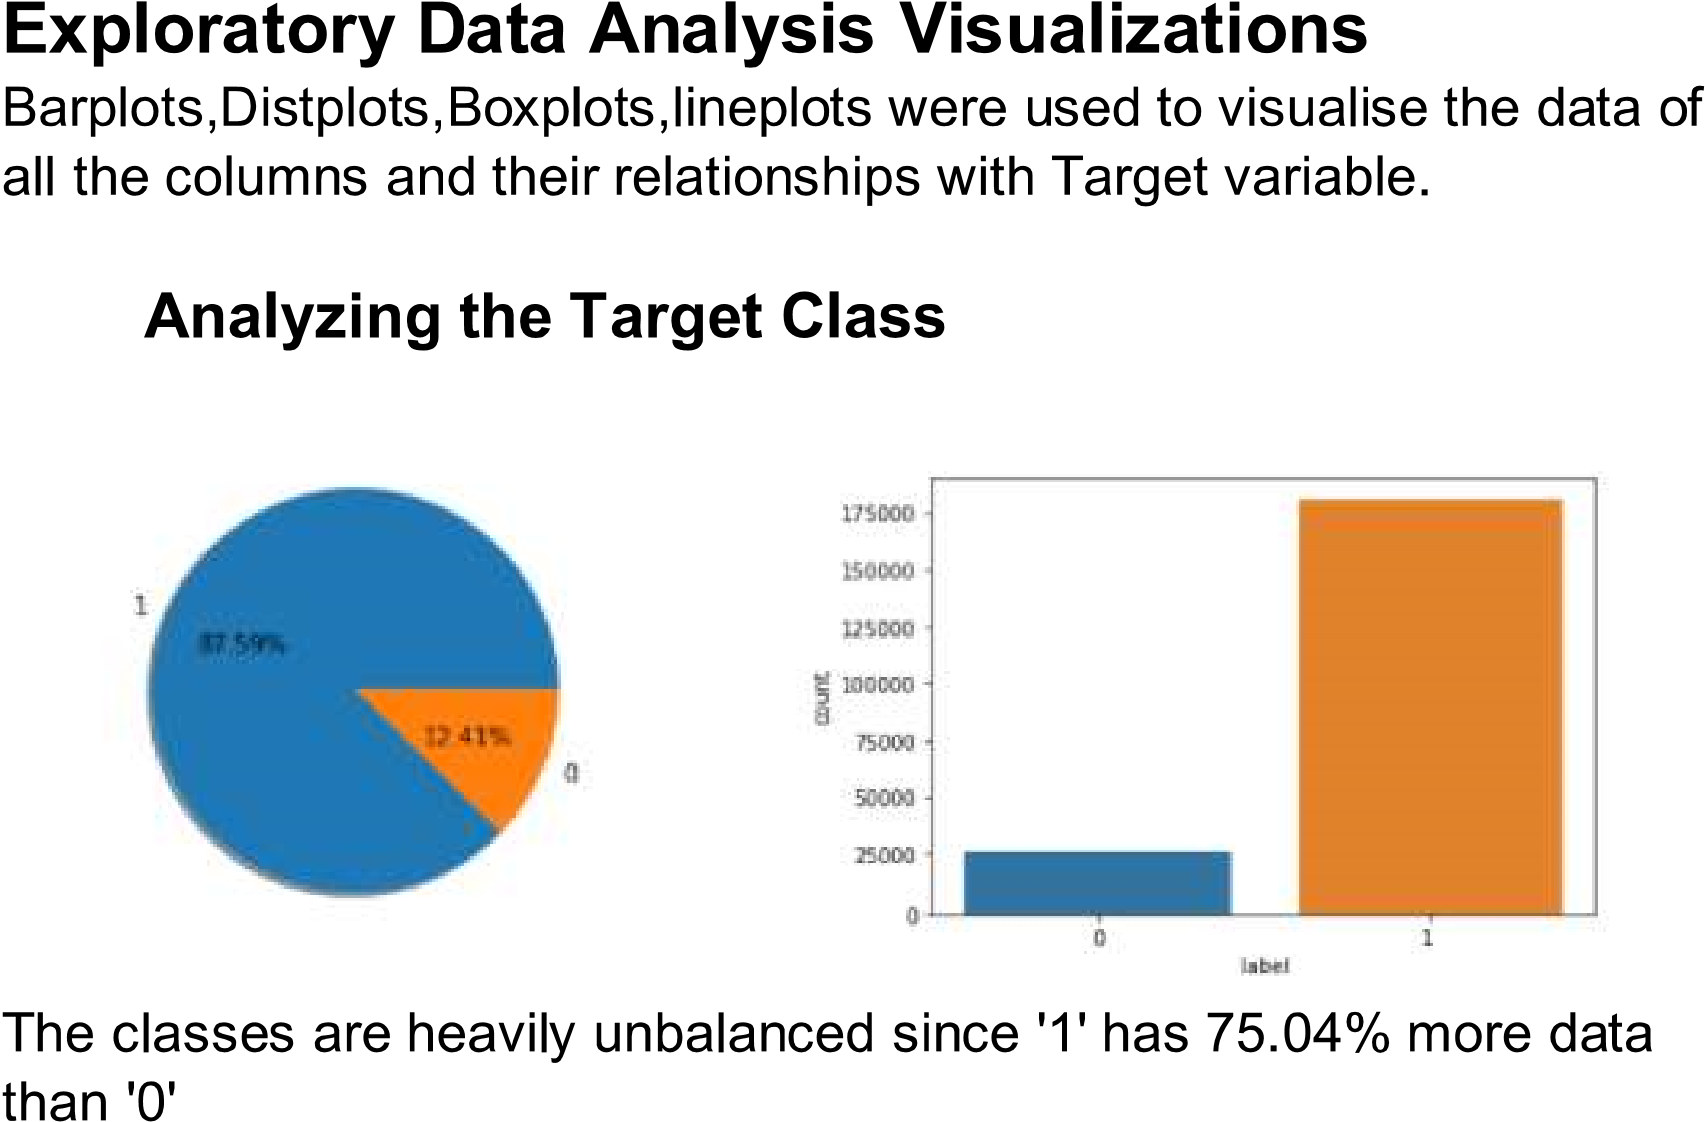 Exploratory Data Analysis Visualizations
Barplots,Distplots,Boxplots,lineplots were used to visualise the data of
all the columns and their relationships with Target variable.
Analyzing the Target Class
1
87.59%
12.41%
0
175000
150000
125000
100000
75000
50000
25000
0
count
0 1
label
The classes are heavily unbalanced since '1' has 75.04% more data
than '0'